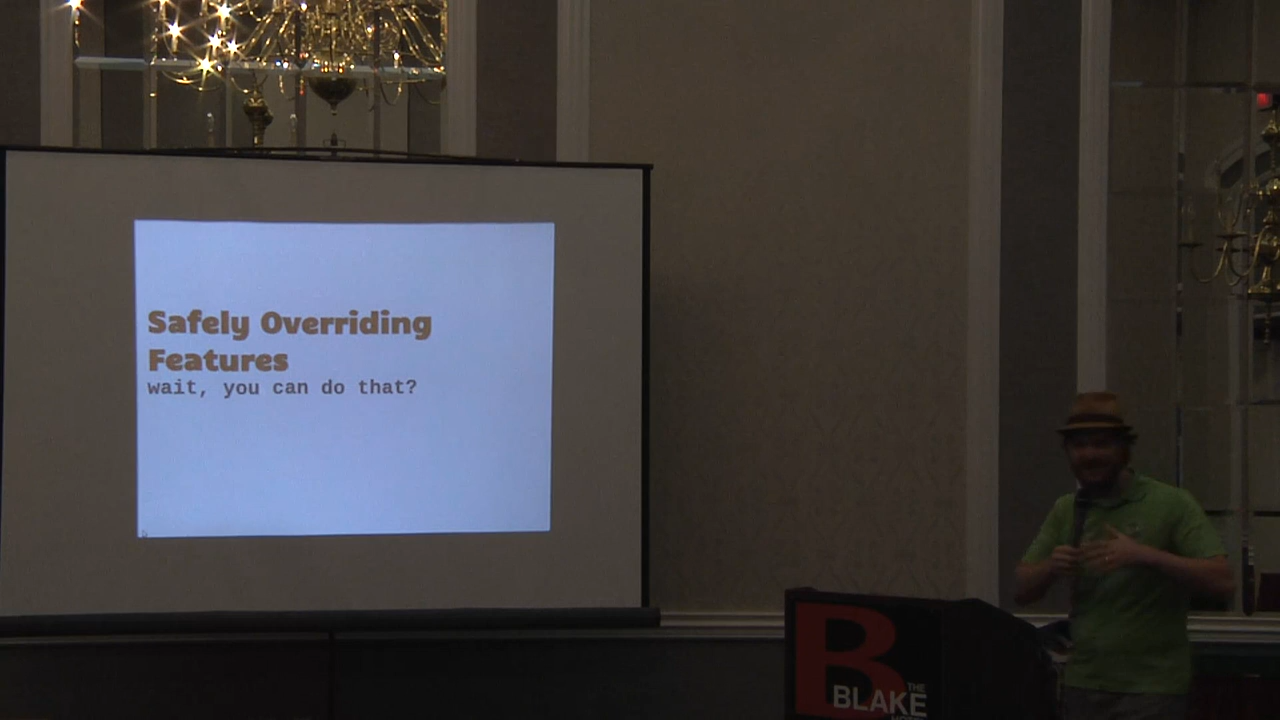 Safely Overriding
Features
wait, you can do that?
B
THE
BLAKE